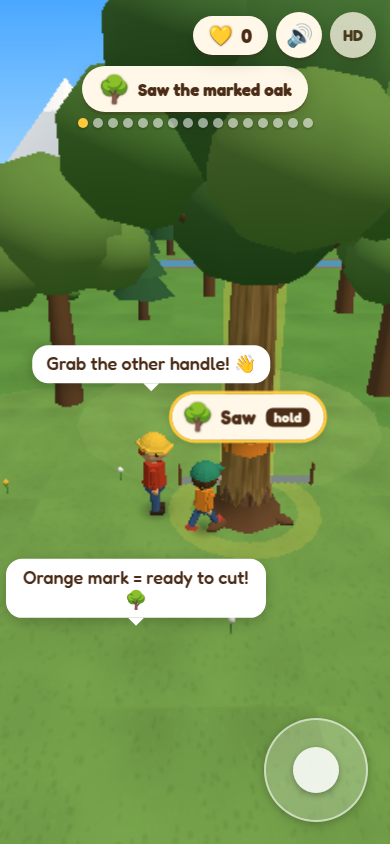 0
HD
Saw the marked oak
Grab the other handle! 👋
Saw hold
Orange mark = ready to cut!